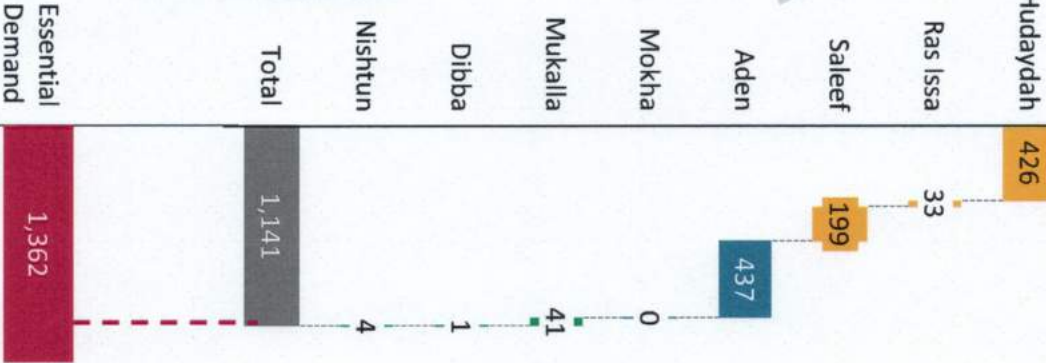 Hudaydah
426
Ras Issa
33
Saleef
199
Aden
437
Mokha
0
Mukalla
41
Dibba
1
Nishtun
4
Total
1,141
Essential
Demand
1,362